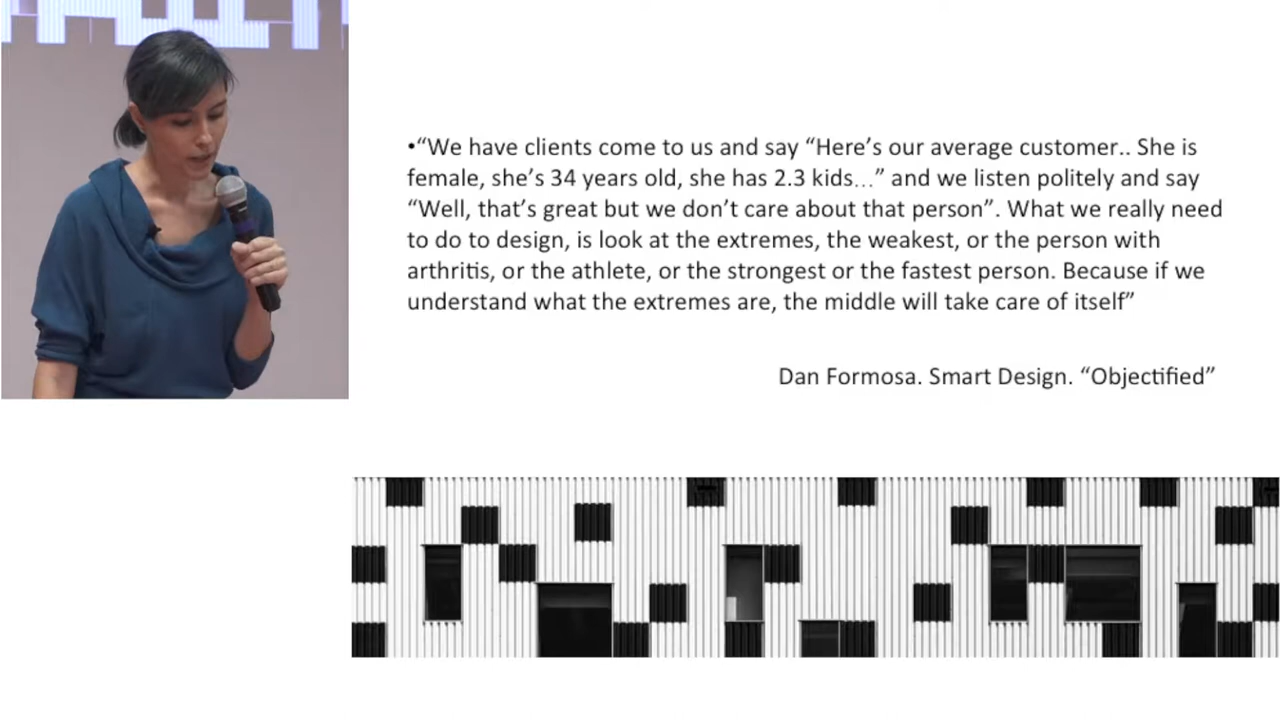 •“We have clients come to us and say “Here’s our average customer.. She is
female, she’s 34 years old, she has 2.3 kids…” and we listen politely and say
“Well, that’s great but we don’t care about that person”. What we really need
to do to design, is look at the extremes, the weakest, or the person with
arthritis, or the athlete, or the strongest or the fastest person. Because if we
understand what the extremes are, the middle will take care of itself”
Dan Formosa. Smart Design. “Objectified”